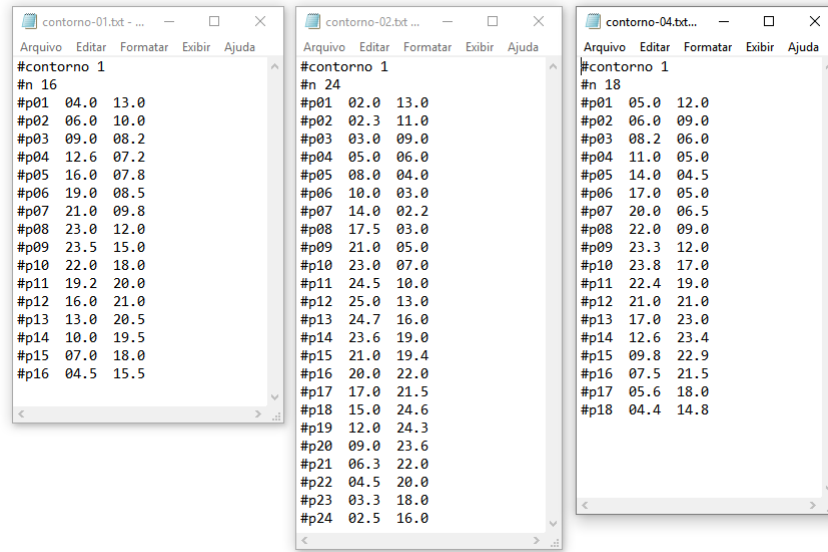 contorno-01.txt - ...
Arquivo Editar Formatar Exibir Ajuda
#contorno 1
#n 16
#p01 04.0 13.0
#p02 06.0 10.0
#p03 09.0 08.2
#p04 12.6 07.2
#p05 16.0 07.8
#p06 19.0 08.5
#p07 21.0 09.8
#p08 23.0 12.0
#p09 23.5 15.0
#p10 22.0 18.0
#p11 19.2 20.0
#p12 16.0 21.0
#p13 13.0 20.5
#p14 10.0 19.5
#p15 07.0 18.0
#p16 04.5 15.5
contorno-02.txt ...
Arquivo Editar Formatar Exibir Ajuda
#contorno 1
#n 24
#p01 02.0 13.0
#p02 02.3 11.0
#p03 03.0 09.0
#p04 05.0 06.0
#p05 08.0 04.0
#p06 10.0 03.0
#p07 14.0 02.2
#p08 17.5 03.0
#p09 21.0 05.0
#p10 23.0 07.0
#p11 24.5 10.0
#p12 25.0 13.0
#p13 24.7 16.0
#p14 23.6 19.0
#p15 21.0 19.4
#p16 20.0 22.0
#p17 17.0 21.5
#p18 15.0 24.6
#p19 12.0 24.3
#p20 09.0 23.6
#p21 06.3 22.0
#p22 04.5 20.0
#p23 03.3 18.0
#p24 02.5 16.0
contorno-04.txt...
Arquivo Editar Formatar Exibir Ajuda
#contorno 1
#n 18
#p01 05.0 12.0
#p02 06.0 09.0
#p03 08.2 06.0
#p04 11.0 05.0
#p05 14.0 04.5
#p06 17.0 05.0
#p07 20.0 06.5
#p08 22.0 09.0
#p09 23.3 12.0
#p10 23.8 17.0
#p11 22.4 19.0
#p12 21.0 21.0
#p13 17.0 23.0
#p14 12.6 23.4
#p15 09.8 22.9
#p16 07.5 21.5
#p17 05.6 18.0
#p18 04.4 14.8